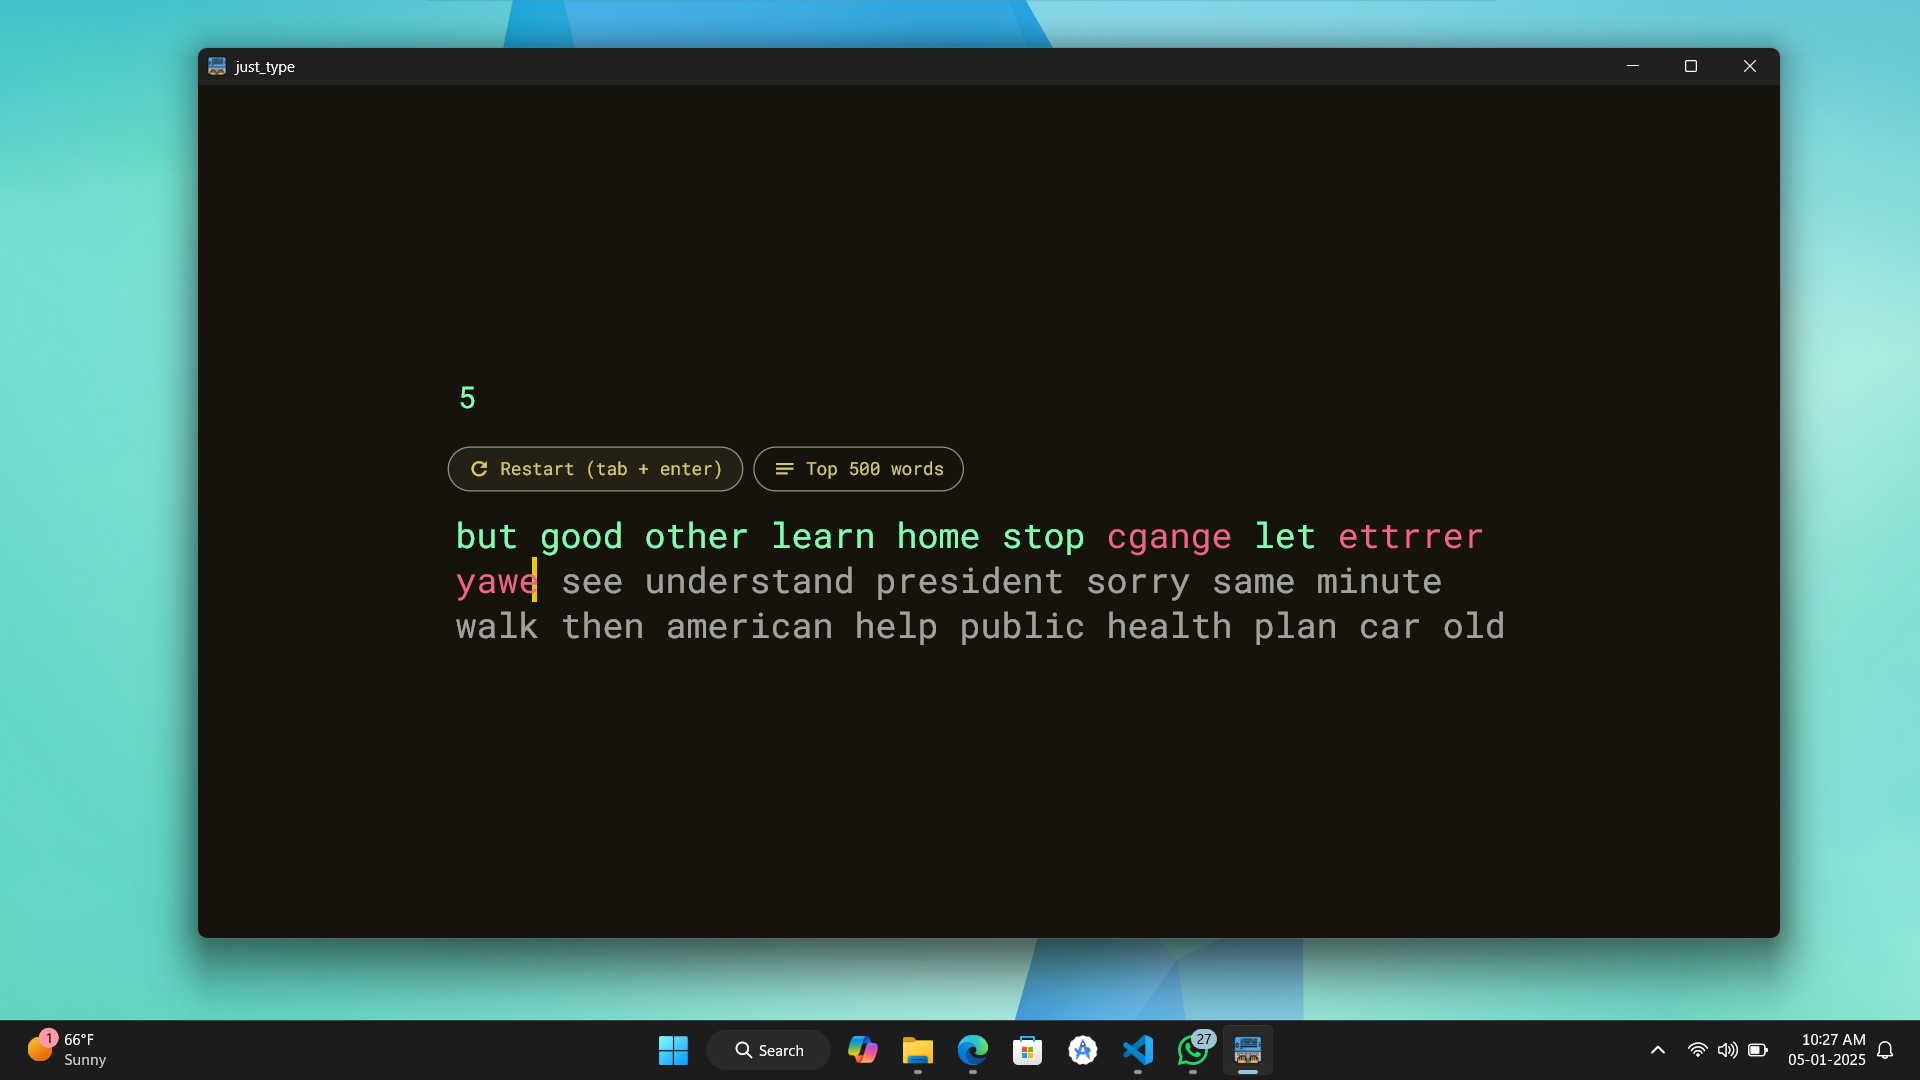 just_type
5
Restart (tab + enter) Top 500 words
but good other learn home stop cgange let ettrrer
yawe see understand president sorry same minute
walk then american help public health plan car old
1
66°F
Sunny
Search
27
10:27 AM
05-01-2025